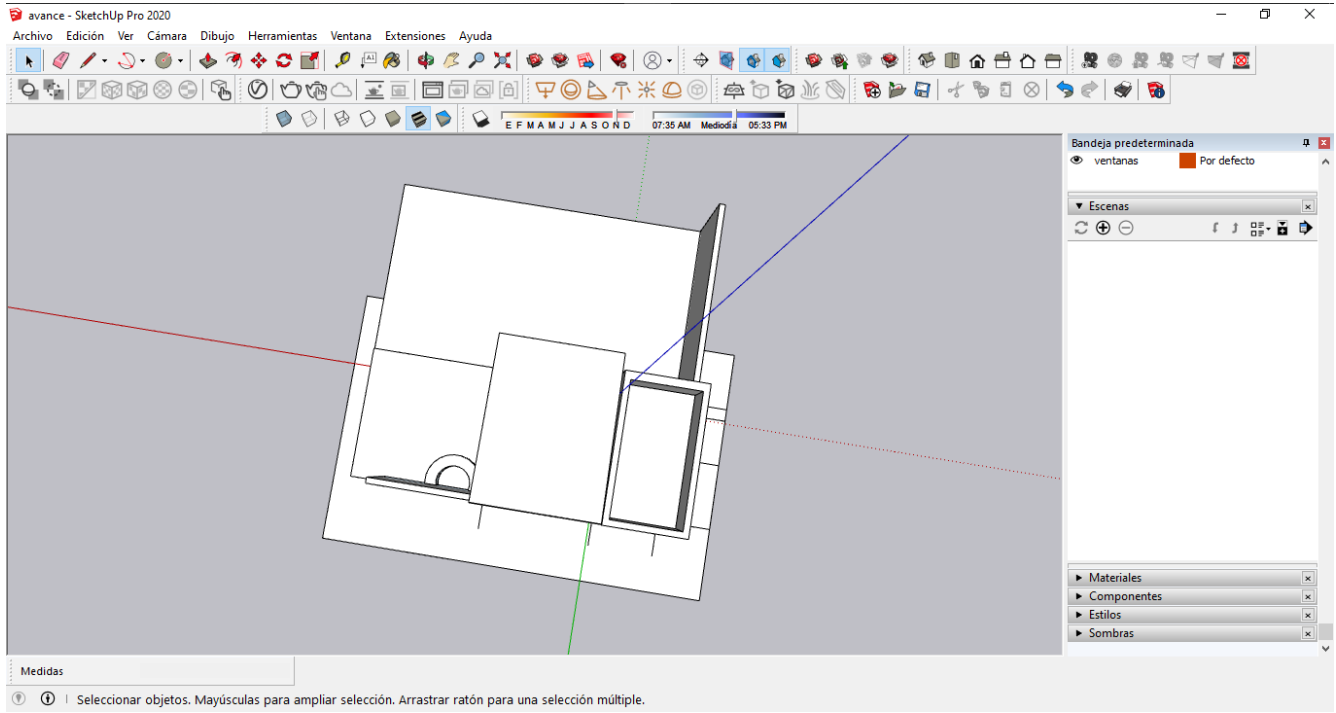 avance - SketchUp Pro 2020
Archivo Edición Ver Cámara Dibujo Herramientas Ventana Extensiones Ayuda
A1
E F M A M J J A S O N D 07:35 AM Mediodía 05:33 PM
Bandeja predeterminada
ventanas Por defecto
Escenas
Materiales
Componentes
Estilos
Sombras
Medidas
Seleccionar objetos. Mayúsculas para ampliar selección. Arrastrar ratón para una selección múltiple.